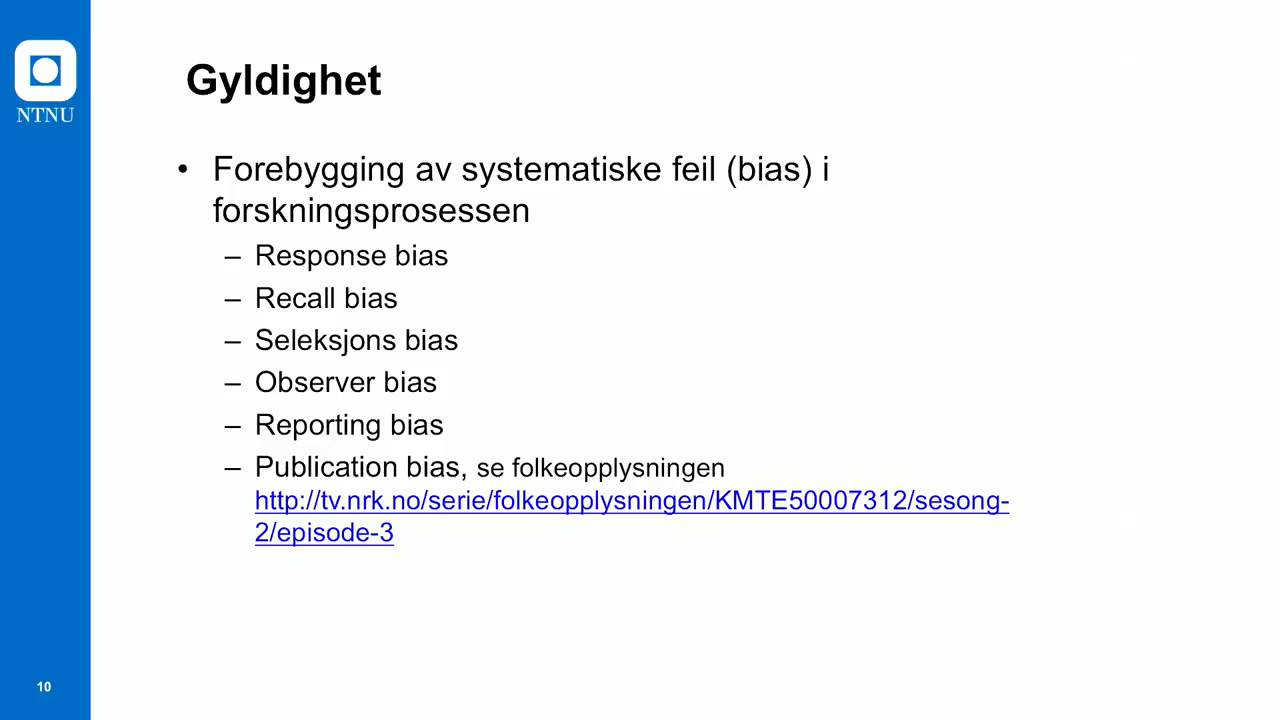 NTNU
Gyldighet
• Forebygging av systematiske feil (bias) i
forskningsprosessen
– Response bias
– Recall bias
– Seleksjons bias
– Observer bias
– Reporting bias
– Publication bias, se folkeopplysningen
http://tv.nrk.no/serie/folkeopplysningen/KMTE50007312/sesong-
2/episode-3
10